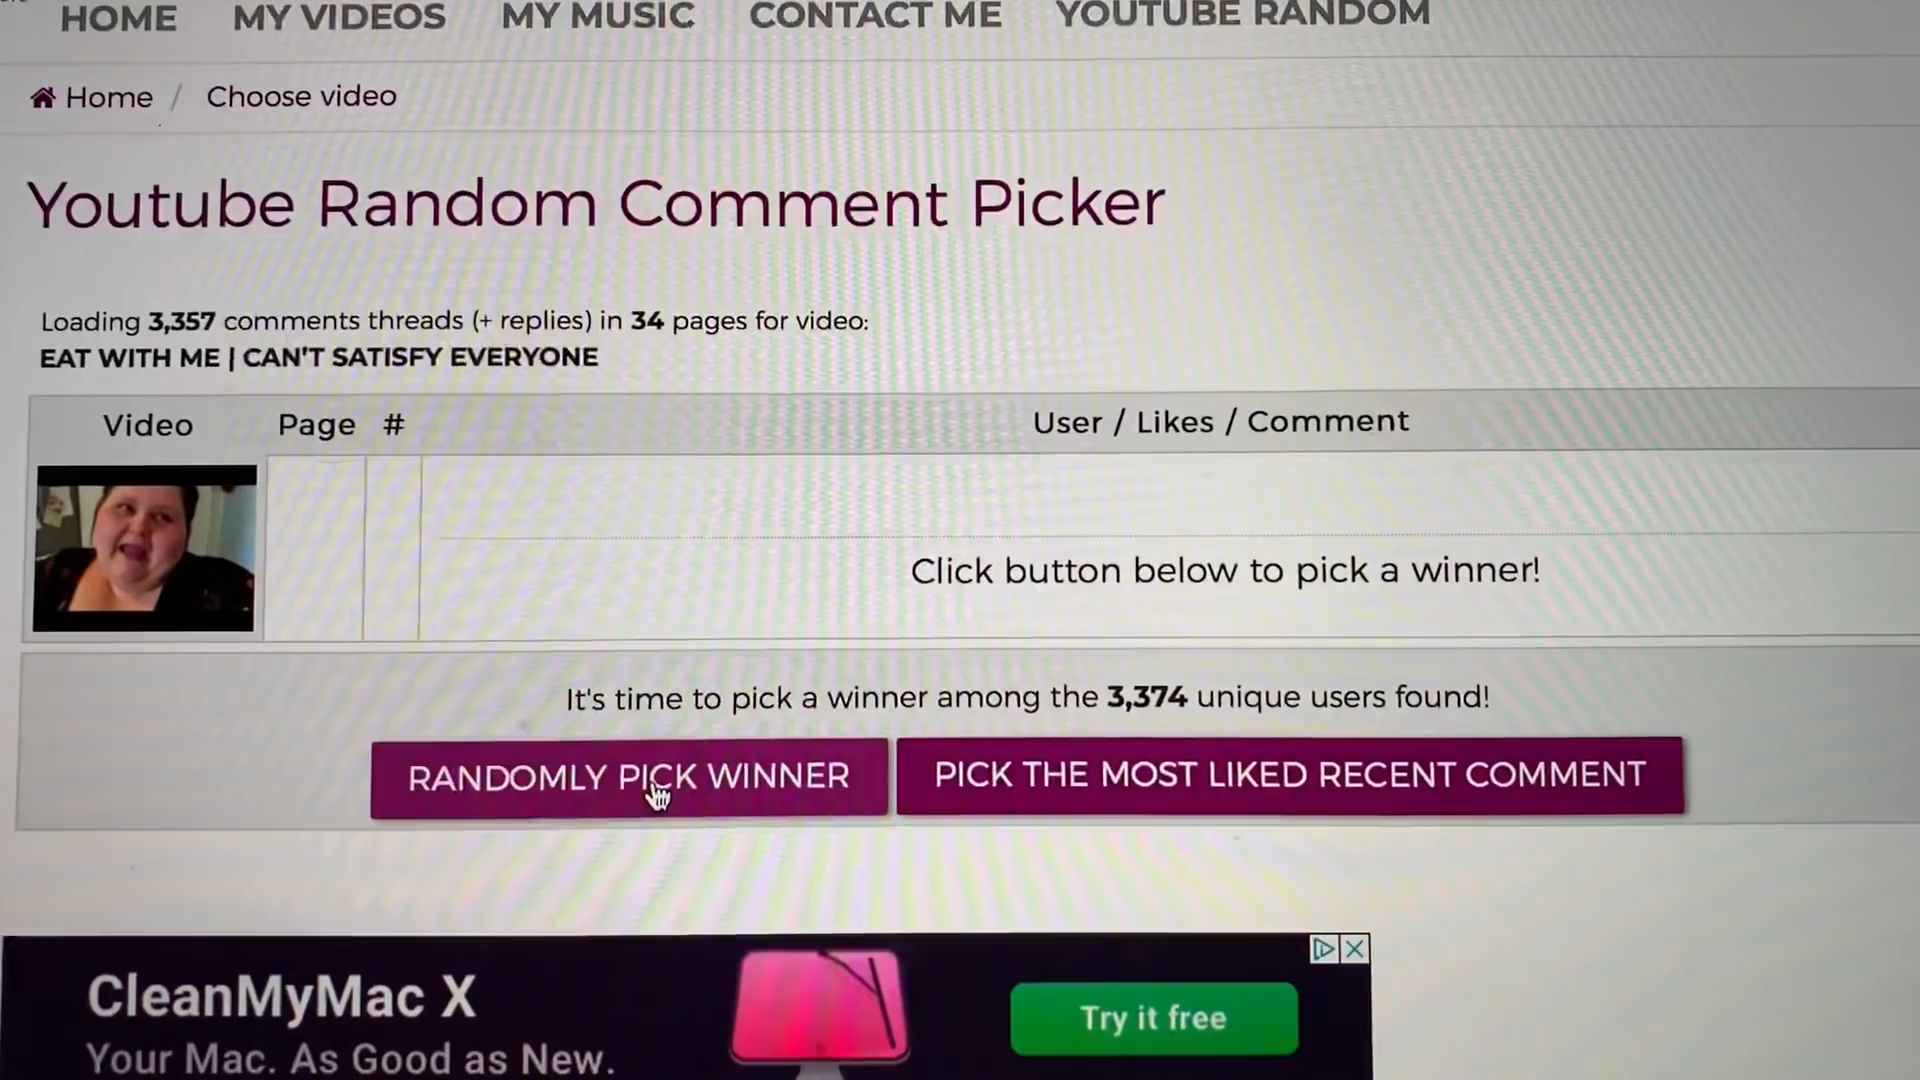 HOME MY VIDEOS MY MUSIC CONTACT ME YOUTUBE RANDOM
Home / Choose video
Youtube Random Comment Picker
Loading 3,357 comments threads (+ replies) in 34 pages for video:
EAT WITH ME | CAN'T SATISFY EVERYONE
Video Page # User / Likes / Comment
Click button below to pick a winner!
It's time to pick a winner among the 3,374 unique users found!
RANDOMLY PICK WINNER PICK THE MOST LIKED RECENT COMMENT
CleanMyMac X
Your Mac. As Good as New.
Try it free